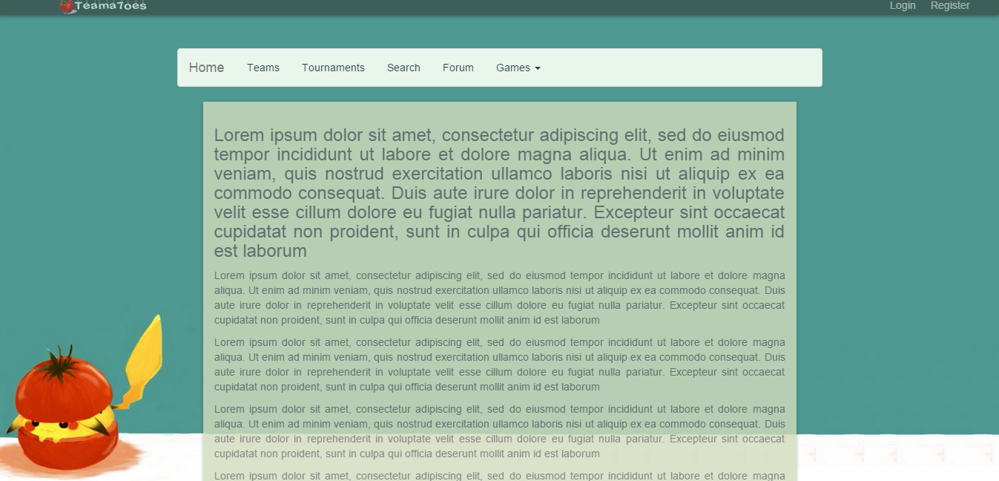 Teama7oes
Login Register
Home Teams Tournaments Search Forum Games
Lorem ipsum dolor sit amet, consectetur adipiscing elit, sed do eiusmod
tempor incididunt ut labore et dolore magna aliqua. Ut enim ad minim
veniam, quis nostrud exercitation ullamco laboris nisi ut aliquip ex ea
commodo consequat. Duis aute irure dolor in reprehenderit in voluptate
velit esse cillum dolore eu fugiat nulla pariatur. Excepteur sint occaecat
cupidatat non proident, sunt in culpa qui officia deserunt mollit anim id
est laborum
Lorem ipsum dolor sit amet, consectetur adipiscing elit, sed do eiusmod tempor incididunt ut labore et dolore magna
aliqua. Ut enim ad minim veniam, quis nostrud exercitation ullamco laboris nisi ut aliquip ex ea commodo consequat. Duis
aute irure dolor in reprehenderit in voluptate velit esse cillum dolore eu fugiat nulla pariatur. Excepteur sint occaecat
cupidatat non proident, sunt in culpa qui officia deserunt mollit anim id est laborum
Lorem ipsum dolor sit amet, consectetur adipiscing elit, sed do eiusmod tempor incididunt ut labore et dolore magna
aliqua. Ut enim ad minim veniam, quis nostrud exercitation ullamco laboris nisi ut aliquip ex ea commodo consequat. Duis
aute irure dolor in reprehenderit in voluptate velit esse cillum dolore eu fugiat nulla pariatur. Excepteur sint occaecat
cupidatat non proident, sunt in culpa qui officia deserunt mollit anim id est laborum
Lorem ipsum dolor sit amet, consectetur adipiscing elit, sed do eiusmod tempor incididunt ut labore et dolore magna
aliqua. Ut enim ad minim veniam, quis nostrud exercitation ullamco laboris nisi ut aliquip ex ea commodo consequat. Duis
aute irure dolor in reprehenderit in voluptate velit esse cillum dolore eu fugiat nulla pariatur. Excepteur sint occaecat
cupidatat non proident, sunt in culpa qui officia deserunt mollit anim id est laborum
Lorem ipsum dolor sit amet, consectetur adipiscing elit, sed do eiusmod tempor incididunt ut labore et dolore magna